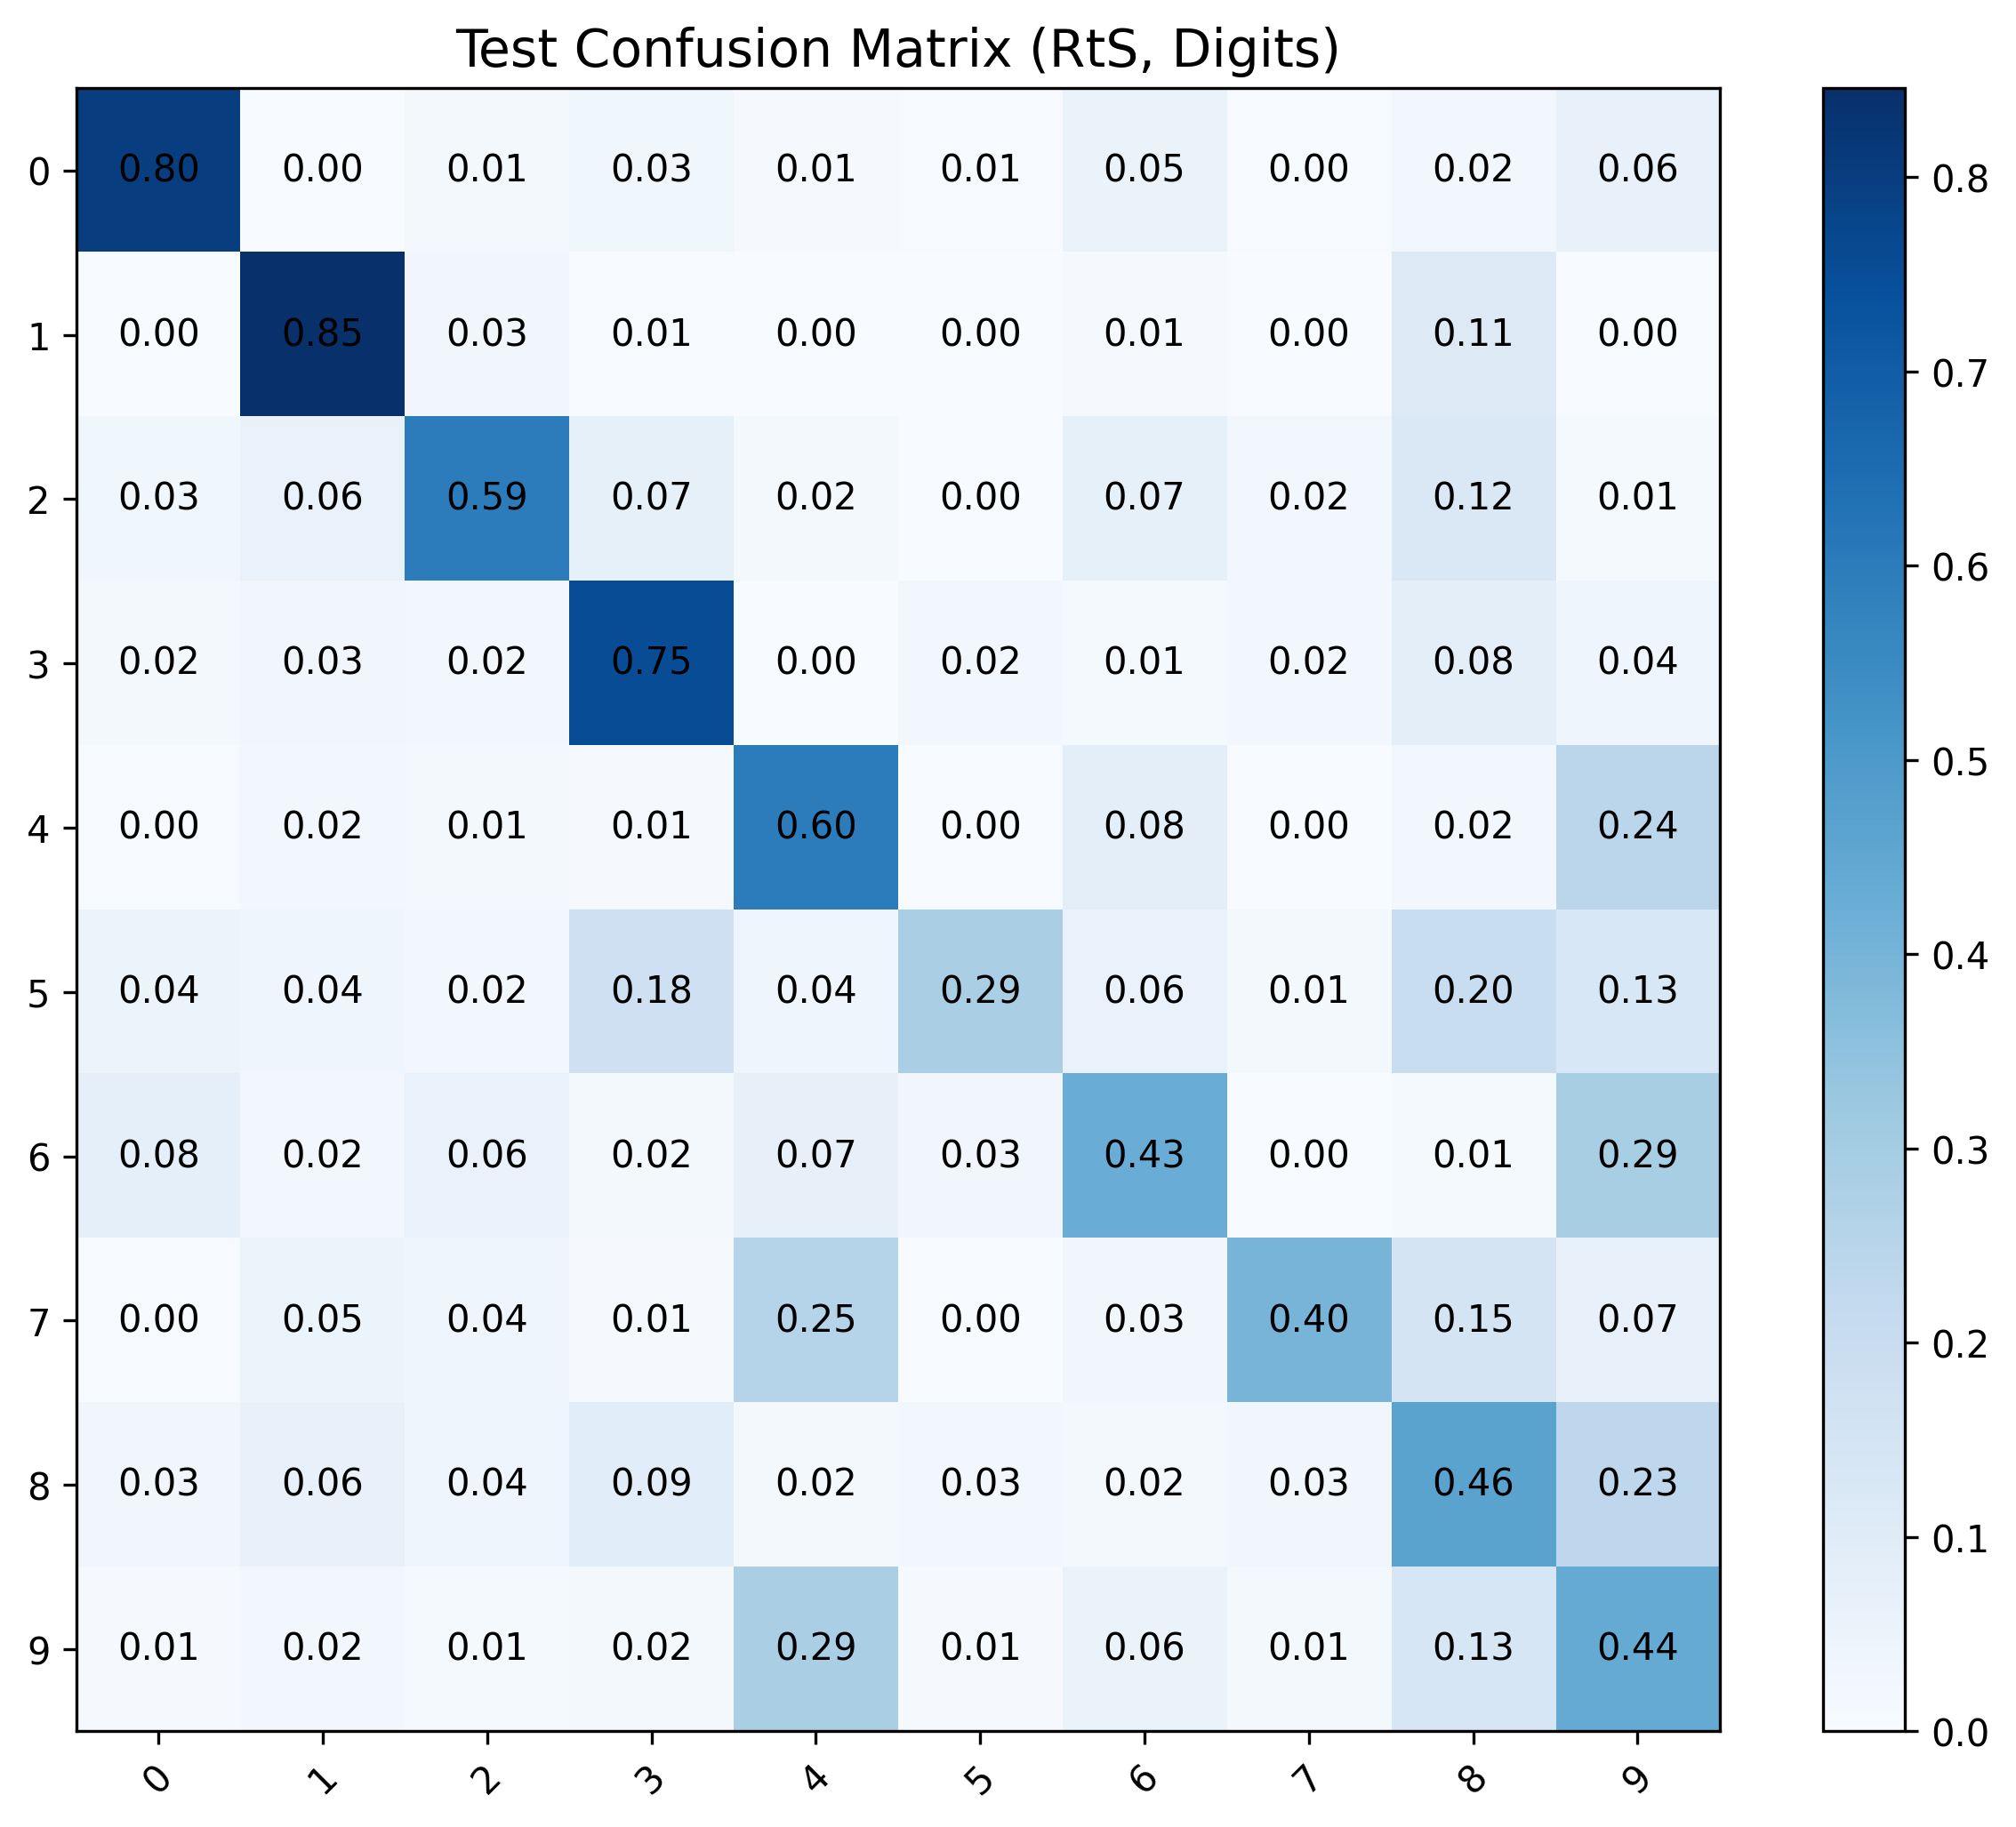 Test Confusion Matrix (RtS, Digits)
0 0.80 0.00 0.01 0.03 0.01 0.01 0.05 0.00 0.02 0.06
1 0.00 0.85 0.03 0.01 0.00 0.00 0.01 0.00 0.11 0.00
2 0.03 0.06 0.59 0.07 0.02 0.00 0.07 0.02 0.12 0.01
3 0.02 0.03 0.02 0.75 0.00 0.02 0.01 0.02 0.08 0.04
4 0.00 0.02 0.01 0.01 0.60 0.00 0.08 0.00 0.02 0.24
5 0.04 0.04 0.02 0.18 0.04 0.29 0.06 0.01 0.20 0.13
6 0.08 0.02 0.06 0.02 0.07 0.03 0.43 0.00 0.01 0.29
7 0.00 0.05 0.04 0.01 0.25 0.00 0.03 0.40 0.15 0.07
8 0.03 0.06 0.04 0.09 0.02 0.03 0.02 0.03 0.46 0.23
9 0.01 0.02 0.01 0.02 0.29 0.01 0.06 0.01 0.13 0.44
0 1 2 3 4 5 6 7 8 9
0.8
0.7
0.6
0.5
0.4
0.3
0.2
0.1
0.0